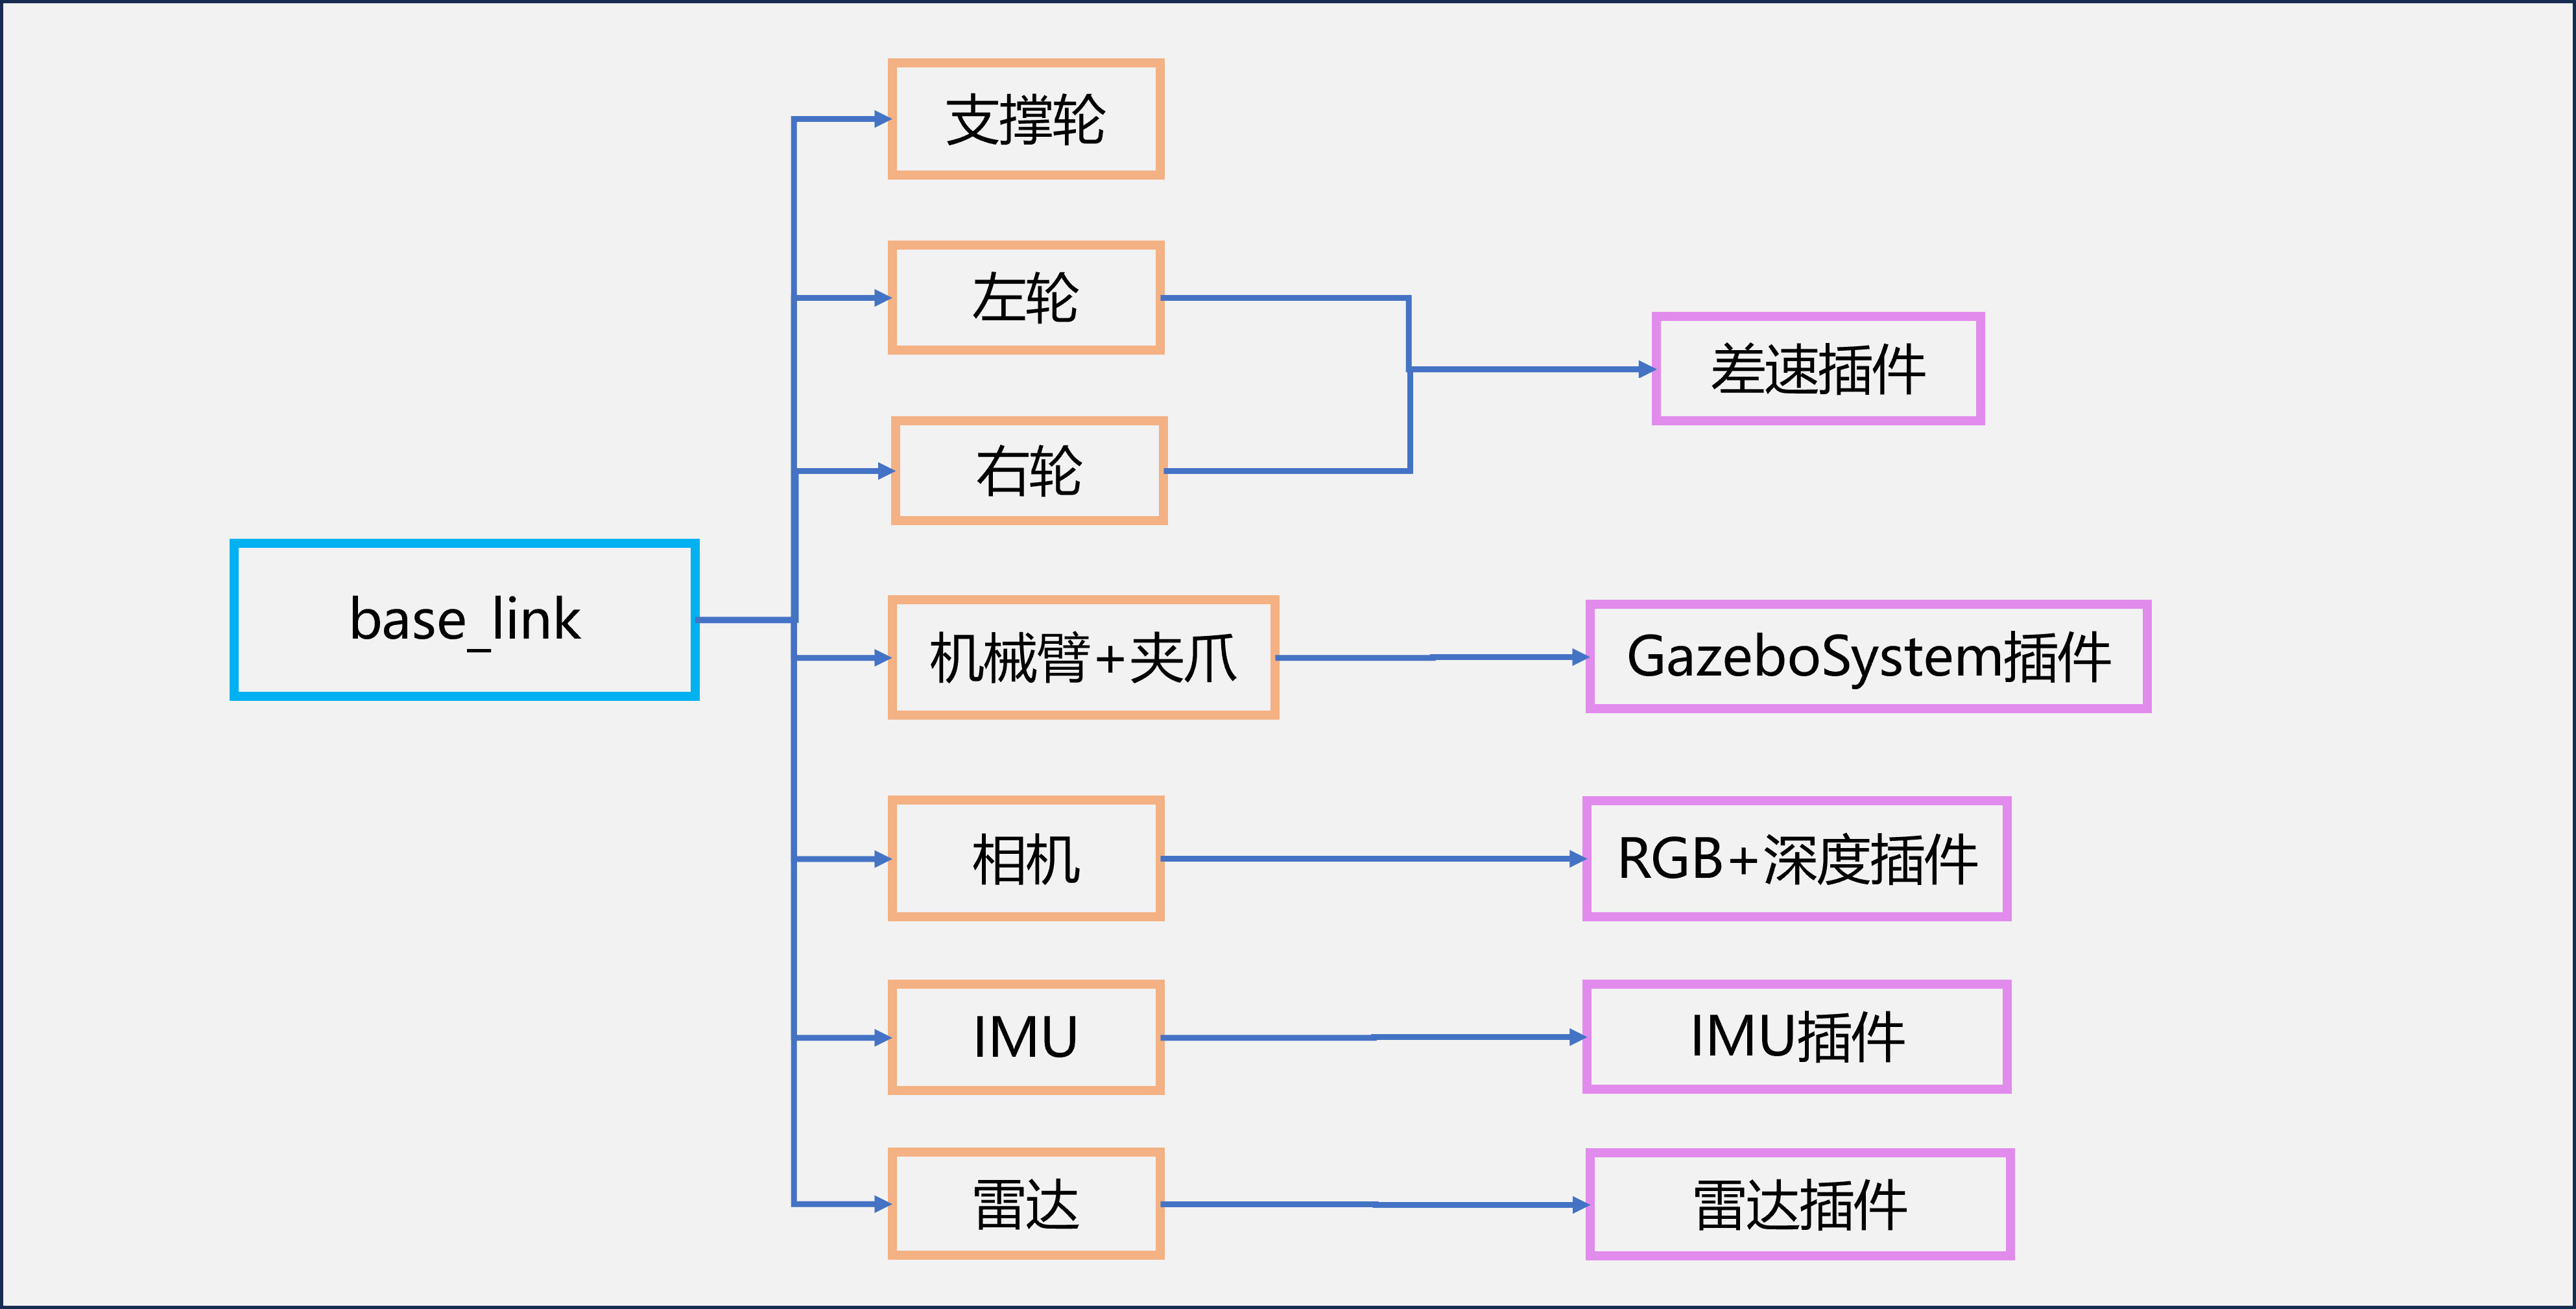 支撑轮
左轮
差速插件
右轮
base_link
机械臂+夹爪
GazeboSystem插件
相机
RGB+深度插件
IMU
IMU插件
雷达
雷达插件